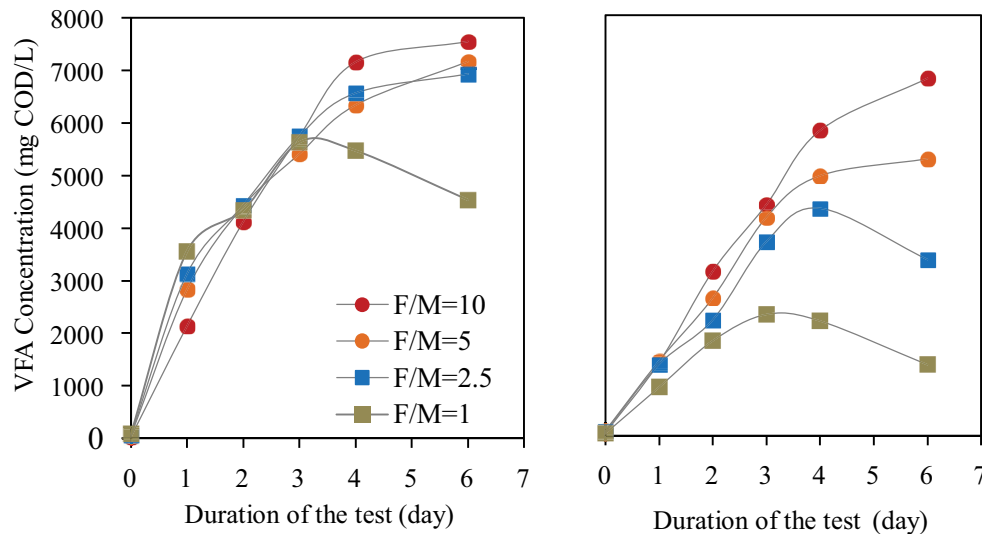 VFA Concentration (mg COD/L)
8000
7000
6000
5000
4000
3000
2000
1000
0
F/M=10
F/M=5
F/M=2.5
F/M=1
0 1 2 3 4 5 6 7
Duration of the test (day)
0 1 2 3 4 5 6 7
Duration of the test (day)